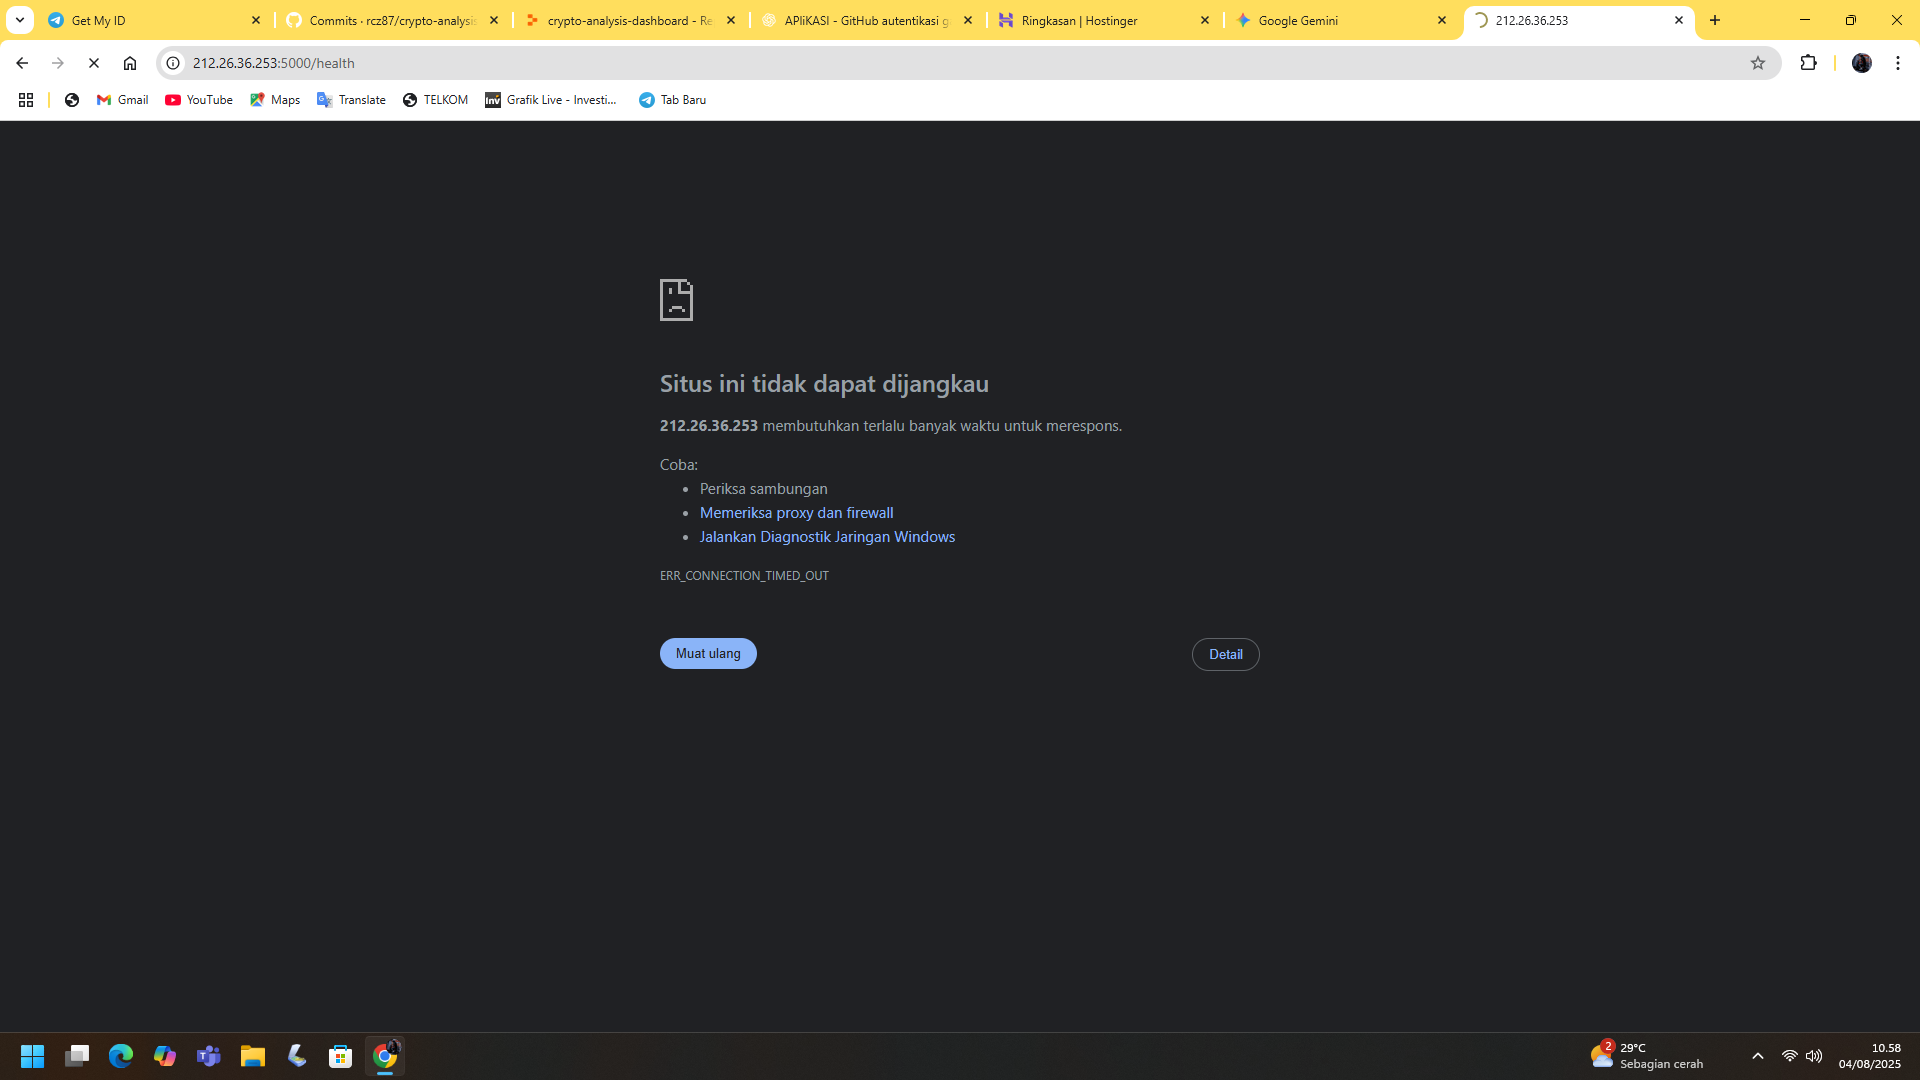 Get My ID
Commits · rcz87/crypto-analysis
crypto-analysis-dashboard - Re
APliKASI - GitHub autentikasi g
Ringkasan | Hostinger
Google Gemini
212.26.36.253
212.26.36.253:5000/health
Gmail
YouTube
Maps
Translate
TELKOM
Inv
Grafik Live - Investi...
Tab Baru
Situs ini tidak dapat dijangkau
212.26.36.253 membutuhkan terlalu banyak waktu untuk merespons.
Coba:
• Periksa sambungan
• Memeriksa proxy dan firewall
• Jalankan Diagnostik Jaringan Windows
ERR_CONNECTION_TIMED_OUT
Muat ulang
Detail
2
29°C
Sebagian cerah
10.58
04/08/2025